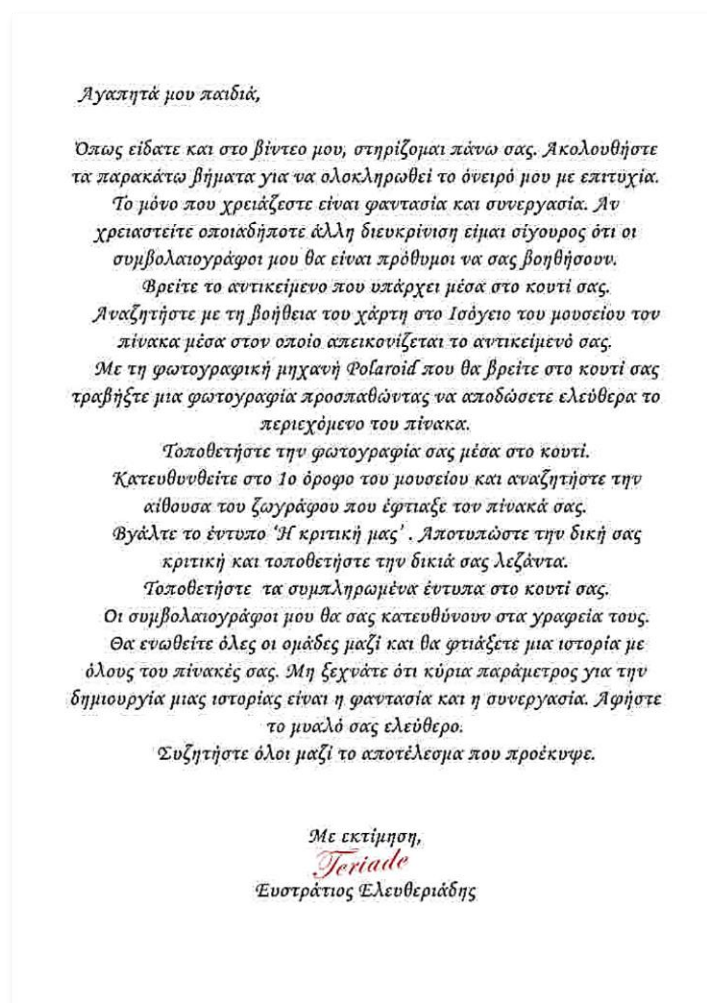 Αγαπητά μου παιδιά,
Όπως είδατε και στο βίντεο μου, στηρίζομαι πάνω σας. Ακολουθήστε
τα παρακάτω βήματα για να ολοκληρωθεί το όνειρό μου με επιτυχία.
Το μόνο που χρειάζεστε είναι φαντασία και συνεργασία. Αν
χρειαστείτε οποιαδήποτε άλλη διευκρίνιση είμαι σίγουρος ότι οι
συμβολαιογράφοι μου θα είναι πρόθυμοι να σας βοηθήσουν.
Βρείτε το αντικείμενο που υπάρχει μέσα στο κουτί σας.
Αναζητήστε με τη βοήθεια του χάρτη στο Ισόγειο του μουσείου τον
πίνακα μέσα στον οποίο απεικονίζεται το αντικείμενό σας.
Με τη φωτογραφική μηχανή Polaroid που θα βρείτε στο κουτί σας
τραβήξτε μια φωτογραφία προσπαθώντας να αποδώσετε ελεύθερα το
περιεχόμενο του πίνακα.
Τοποθετήστε την φωτογραφία σας μέσα στο κουτί.
Κατευθυνθείτε στο 1ο όροφο του μουσείου και αναζητήστε την
αίθουσα του ζωγράφου που έφτιαξε τον πίνακά σας.
Βγάλτε το έντυπο ‘Η κριτική μας’ . Αποτυπώστε την δική σας
κριτική και τοποθετήστε την δικιά σας λεζάντα.
Τοποθετήστε τα συμπληρωμένα έντυπα στο κουτί σας.
Οι συμβολαιογράφοι μου θα σας κατευθύνουν στα γραφεία τους.
Θα ενωθείτε όλες οι ομάδες μαζί και θα φτιάξετε μια ιστορία με
όλους του πίνακές σας. Μη ξεχνάτε ότι κύρια παράμετρος για την
δημιουργία μιας ιστορίας είναι η φαντασία και η συνεργασία. Αφήστε
το μυαλό σας ελεύθερο.
Συζητήστε όλοι μαζί το αποτέλεσμα που προέκυψε.
Με εκτίμηση,
Teriade
Ευστράτιος Ελευθεριάδης